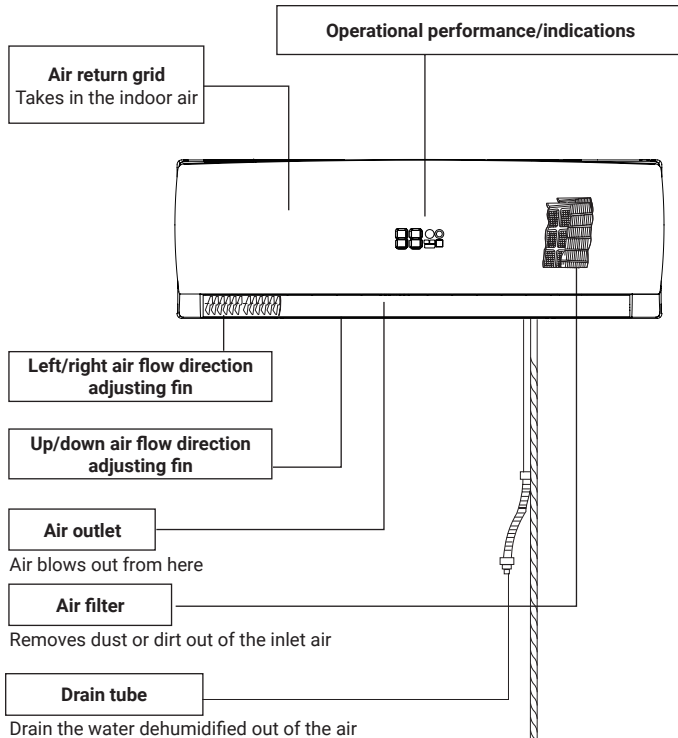 Operational performance/indications
Air return grid
Takes in the indoor air
Left/right air flow direction
adjusting fin
Up/down air flow direction
adjusting fin
Air outlet
Air blows out from here
Air filter
Removes dust or dirt out of the inlet air
Drain tube
Drain the water dehumidified out of the air